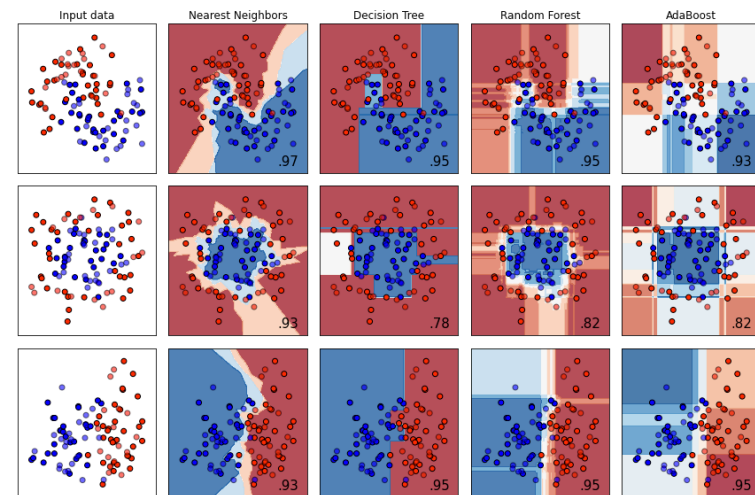 Input data Nearest Neighbors Decision Tree Random Forest AdaBoost
.97 .95 .95 .93
.93 .78 .82 .82
.93 .95 .95 .95